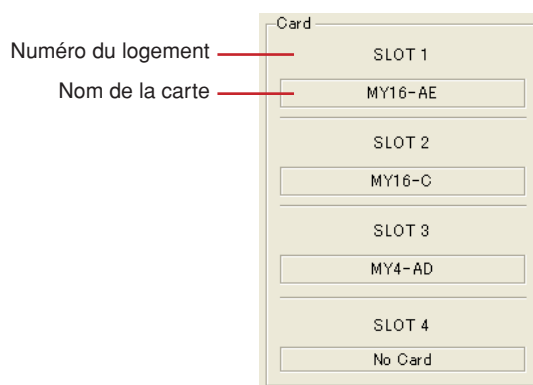 Card
Numéro du logement
SLOT 1
Nom de la carte
MY16-AE
SLOT 2
MY16-C
SLOT 3
MY4-AD
SLOT 4
No Card